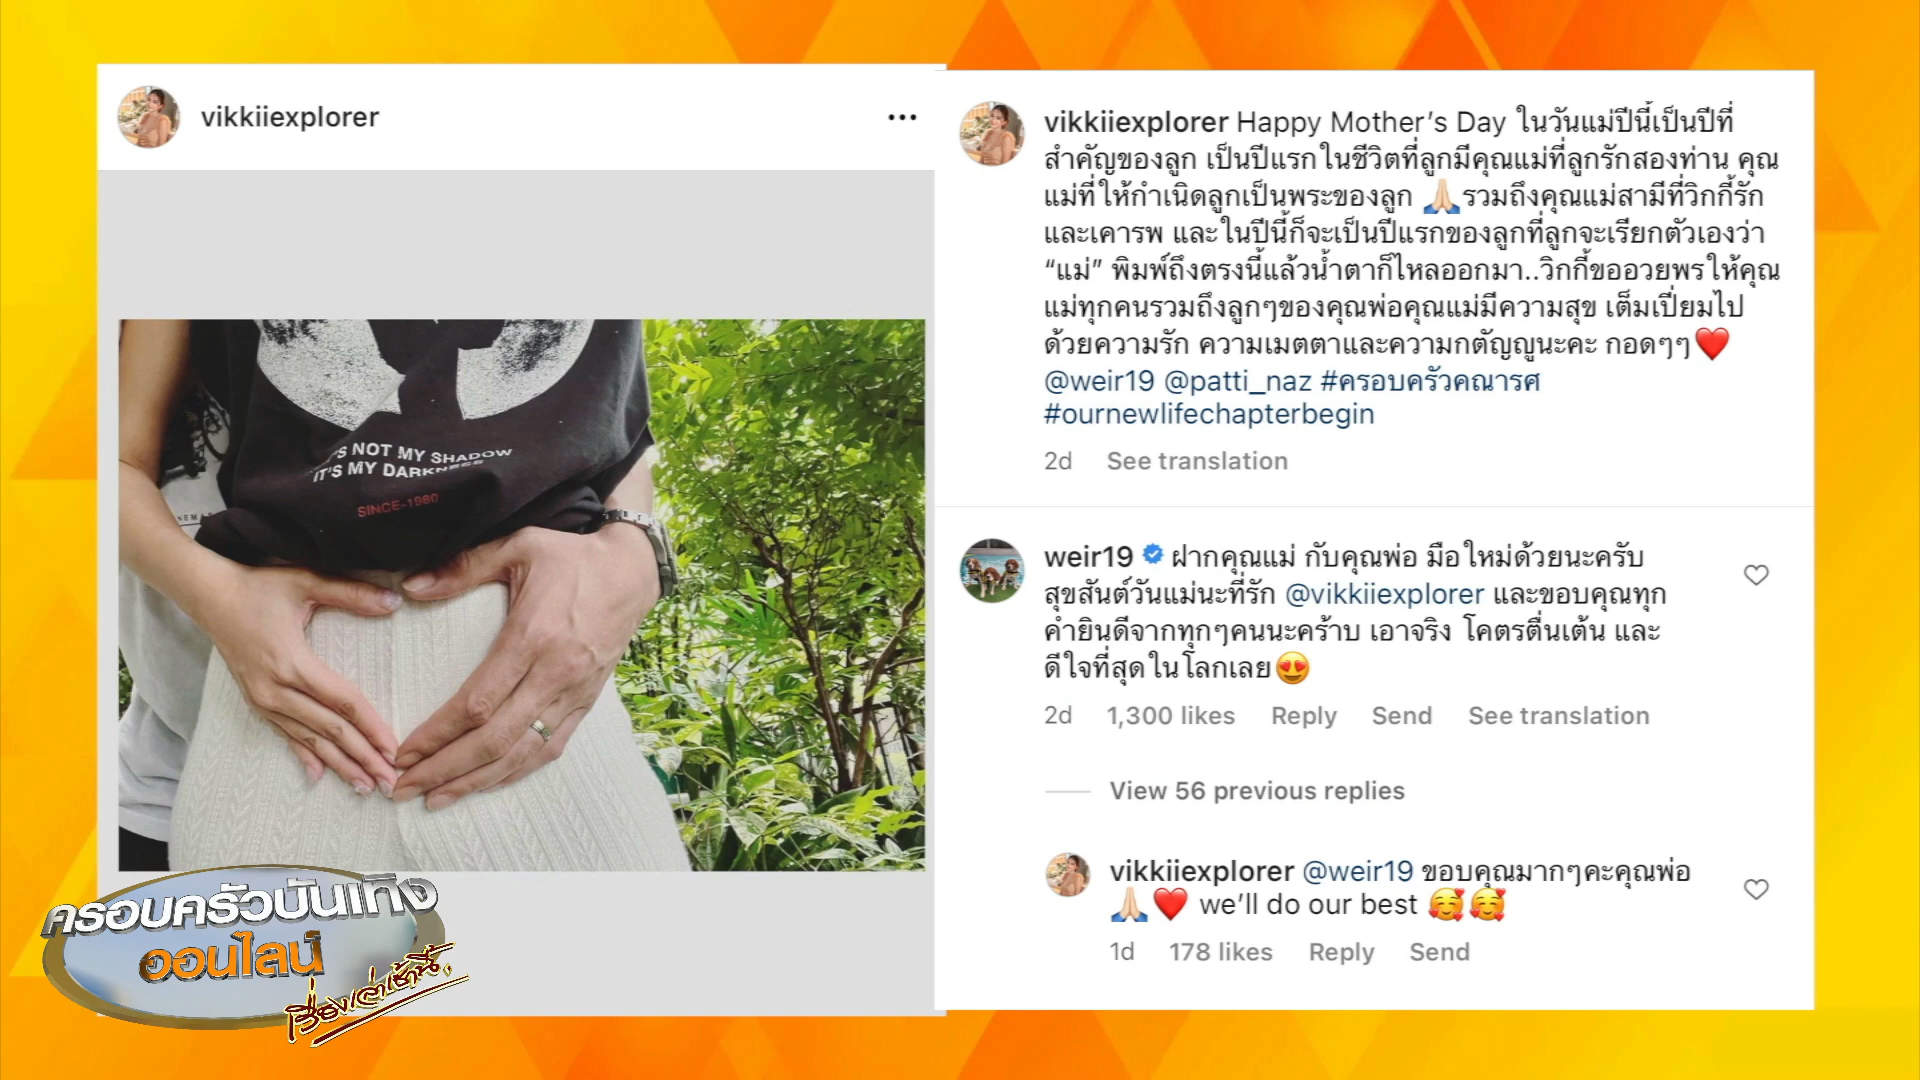 vikkiiexplorer
'S NOT MY SHADOW
IT'S MY DARKNESS
SINCE-1980
vikkiiexplorer Happy Mother's Day ในวันแม่ปีนี้เป็นปีที่
สำคัญของลูก เป็นปีแรกในชีวิตที่ลูกมีคุณแม่ที่ลูกรักสองท่าน คุณ
แม่ที่ให้กำเนิดลูกเป็นพระของลูก 🙏🏻รวมถึงคุณแม่สามีที่วิกกี้รัก
และเคารพ และในปีนี้ก็จะเป็นปีแรกของลูกที่ลูกจะเรียกตัวเองว่า
“แม่” พิมพ์ถึงตรงนี้แล้วน้ำตาก็ไหลออกมา..วิกกี้ขออวยพรให้คุณ
แม่ทุกคนรวมถึงลูกๆของคุณพ่อคุณแม่มีความสุข เต็มเปี่ยมไป
ด้วยความรัก ความเมตตาและความกตัญญูนะคะ กอดๆๆ❤️
@weir19 @patti_naz #ครอบครัวคณารศ
#ournewlifechapterbegin
2d See translation
weir19 ฝากคุณแม่ กับคุณพ่อ มือใหม่ด้วยนะครับ
สุขสันต์วันแม่นะที่รัก @vikkiiexplorer และขอบคุณทุก
คำยินดีจากทุกๆคนนะคร้าบ เอาจริง โคตรตื่นเต้น และ
ดีใจที่สุดในโลกเลย😍
2d 1,300 likes Reply Send See translation
View 56 previous replies
vikkiiexplorer @weir19 ขอบคุณมากๆคะคุณพ่อ
🙏🏻❤️ we'll do our best 🥰🥰
1d 178 likes Reply Send
ครอบครัวบันเทิง
ออนไลน์
เรื่องเล่าเช้านี้